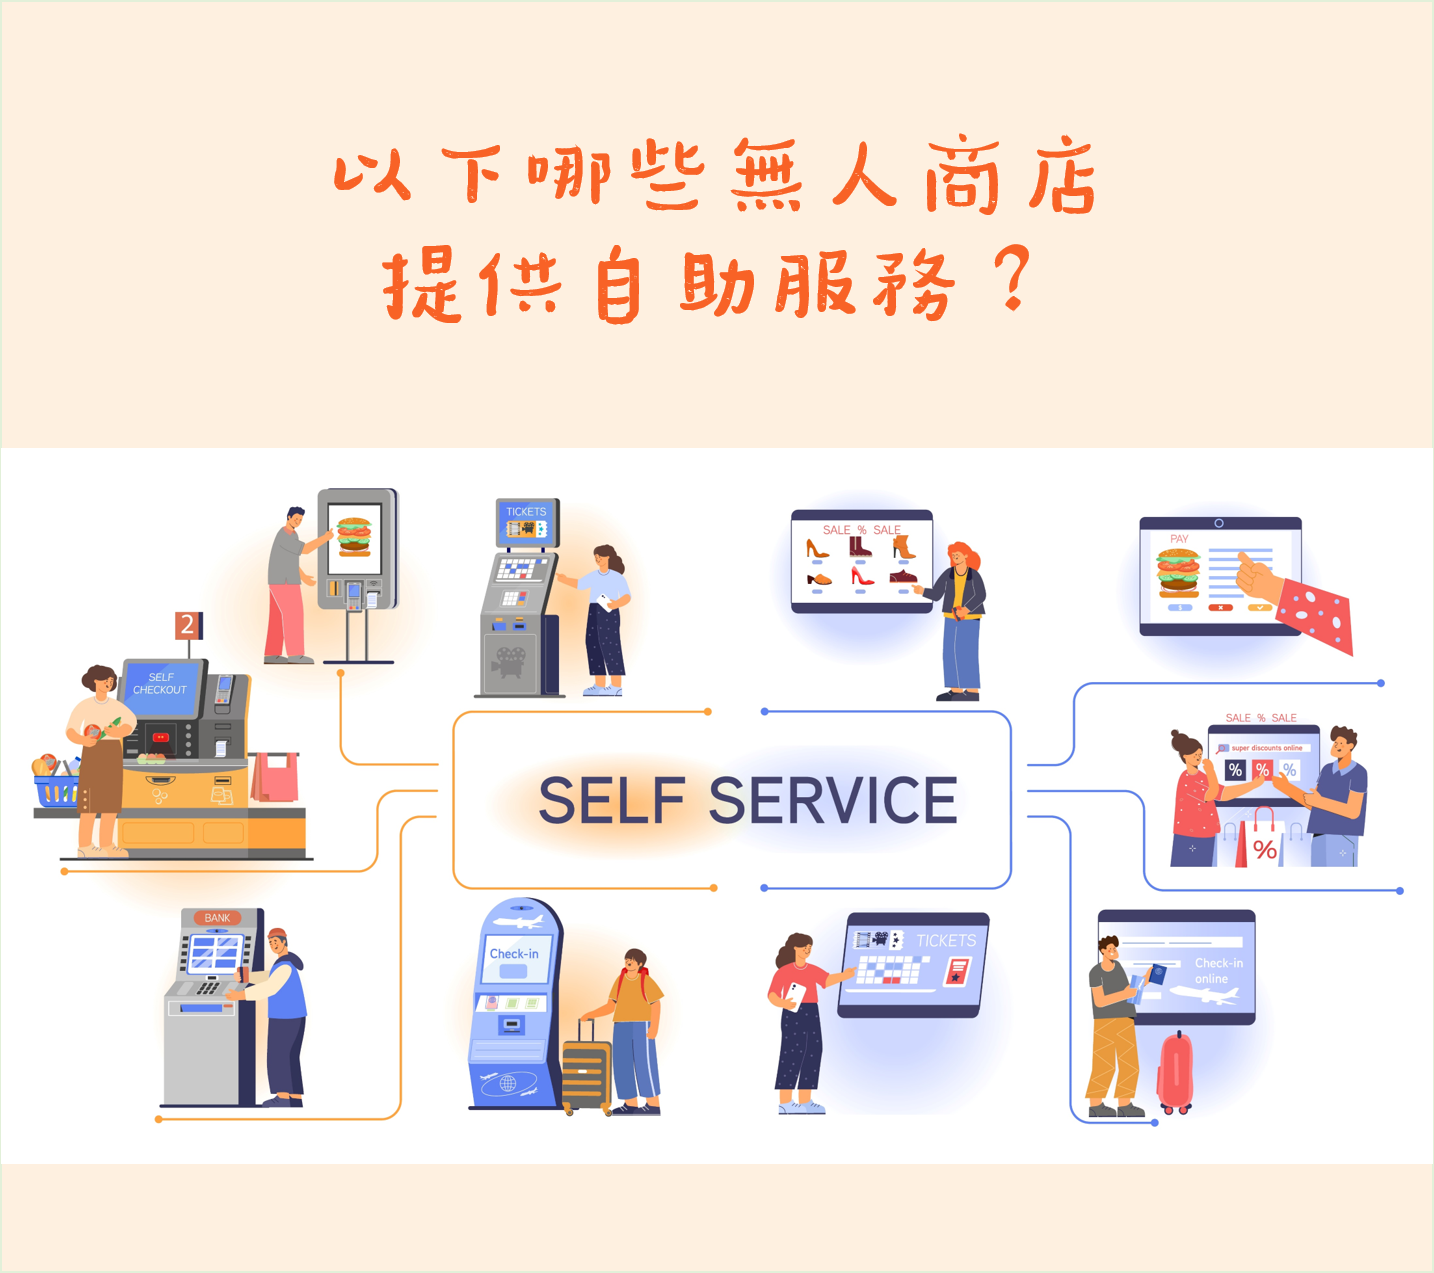 以下哪些無人商店
提供自助服務？
TICKETS
SALE % SALE
PAY
$
2
SELF
CHECKOUT
SALE % SALE
super discounts online
% % %
%
SELF SERVICE
BANK
Check-in
TICKETS
Check-in
online